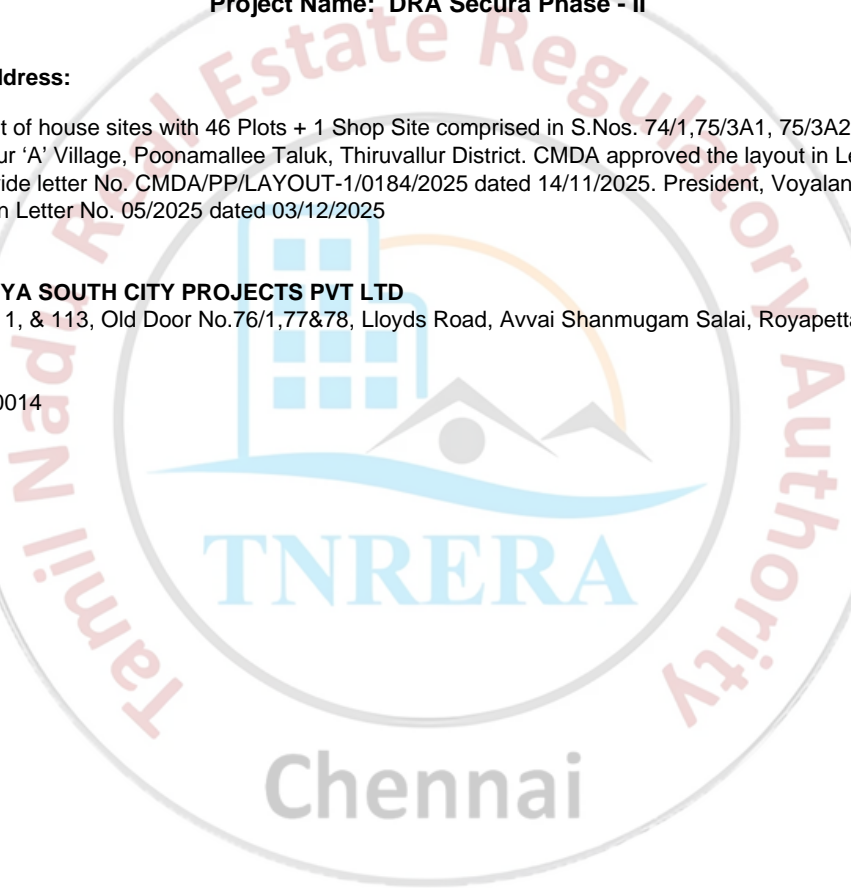 Project Name: DRA Secura Phase - II
ddress:
t of house sites with 46 Plots + 1 Shop Site comprised in S.Nos. 74/1,75/3A1, 75/3A2
ur ‘A’ Village, Poonamallee Taluk, Thiruvallur District. CMDA approved the layout in Le
ide letter No. CMDA/PP/LAYOUT-1/0184/2025 dated 14/11/2025. President, Voyalan
n Letter No. 05/2025 dated 03/12/2025
YA SOUTH CITY PROJECTS PVT LTD
1, & 113, Old Door No.76/1,77&78, Lloyds Road, Avvai Shanmugam Salai, Royapetta
0014
Tamil Nadu Real Estate Regulatory Authority
TNRERA
Chennai